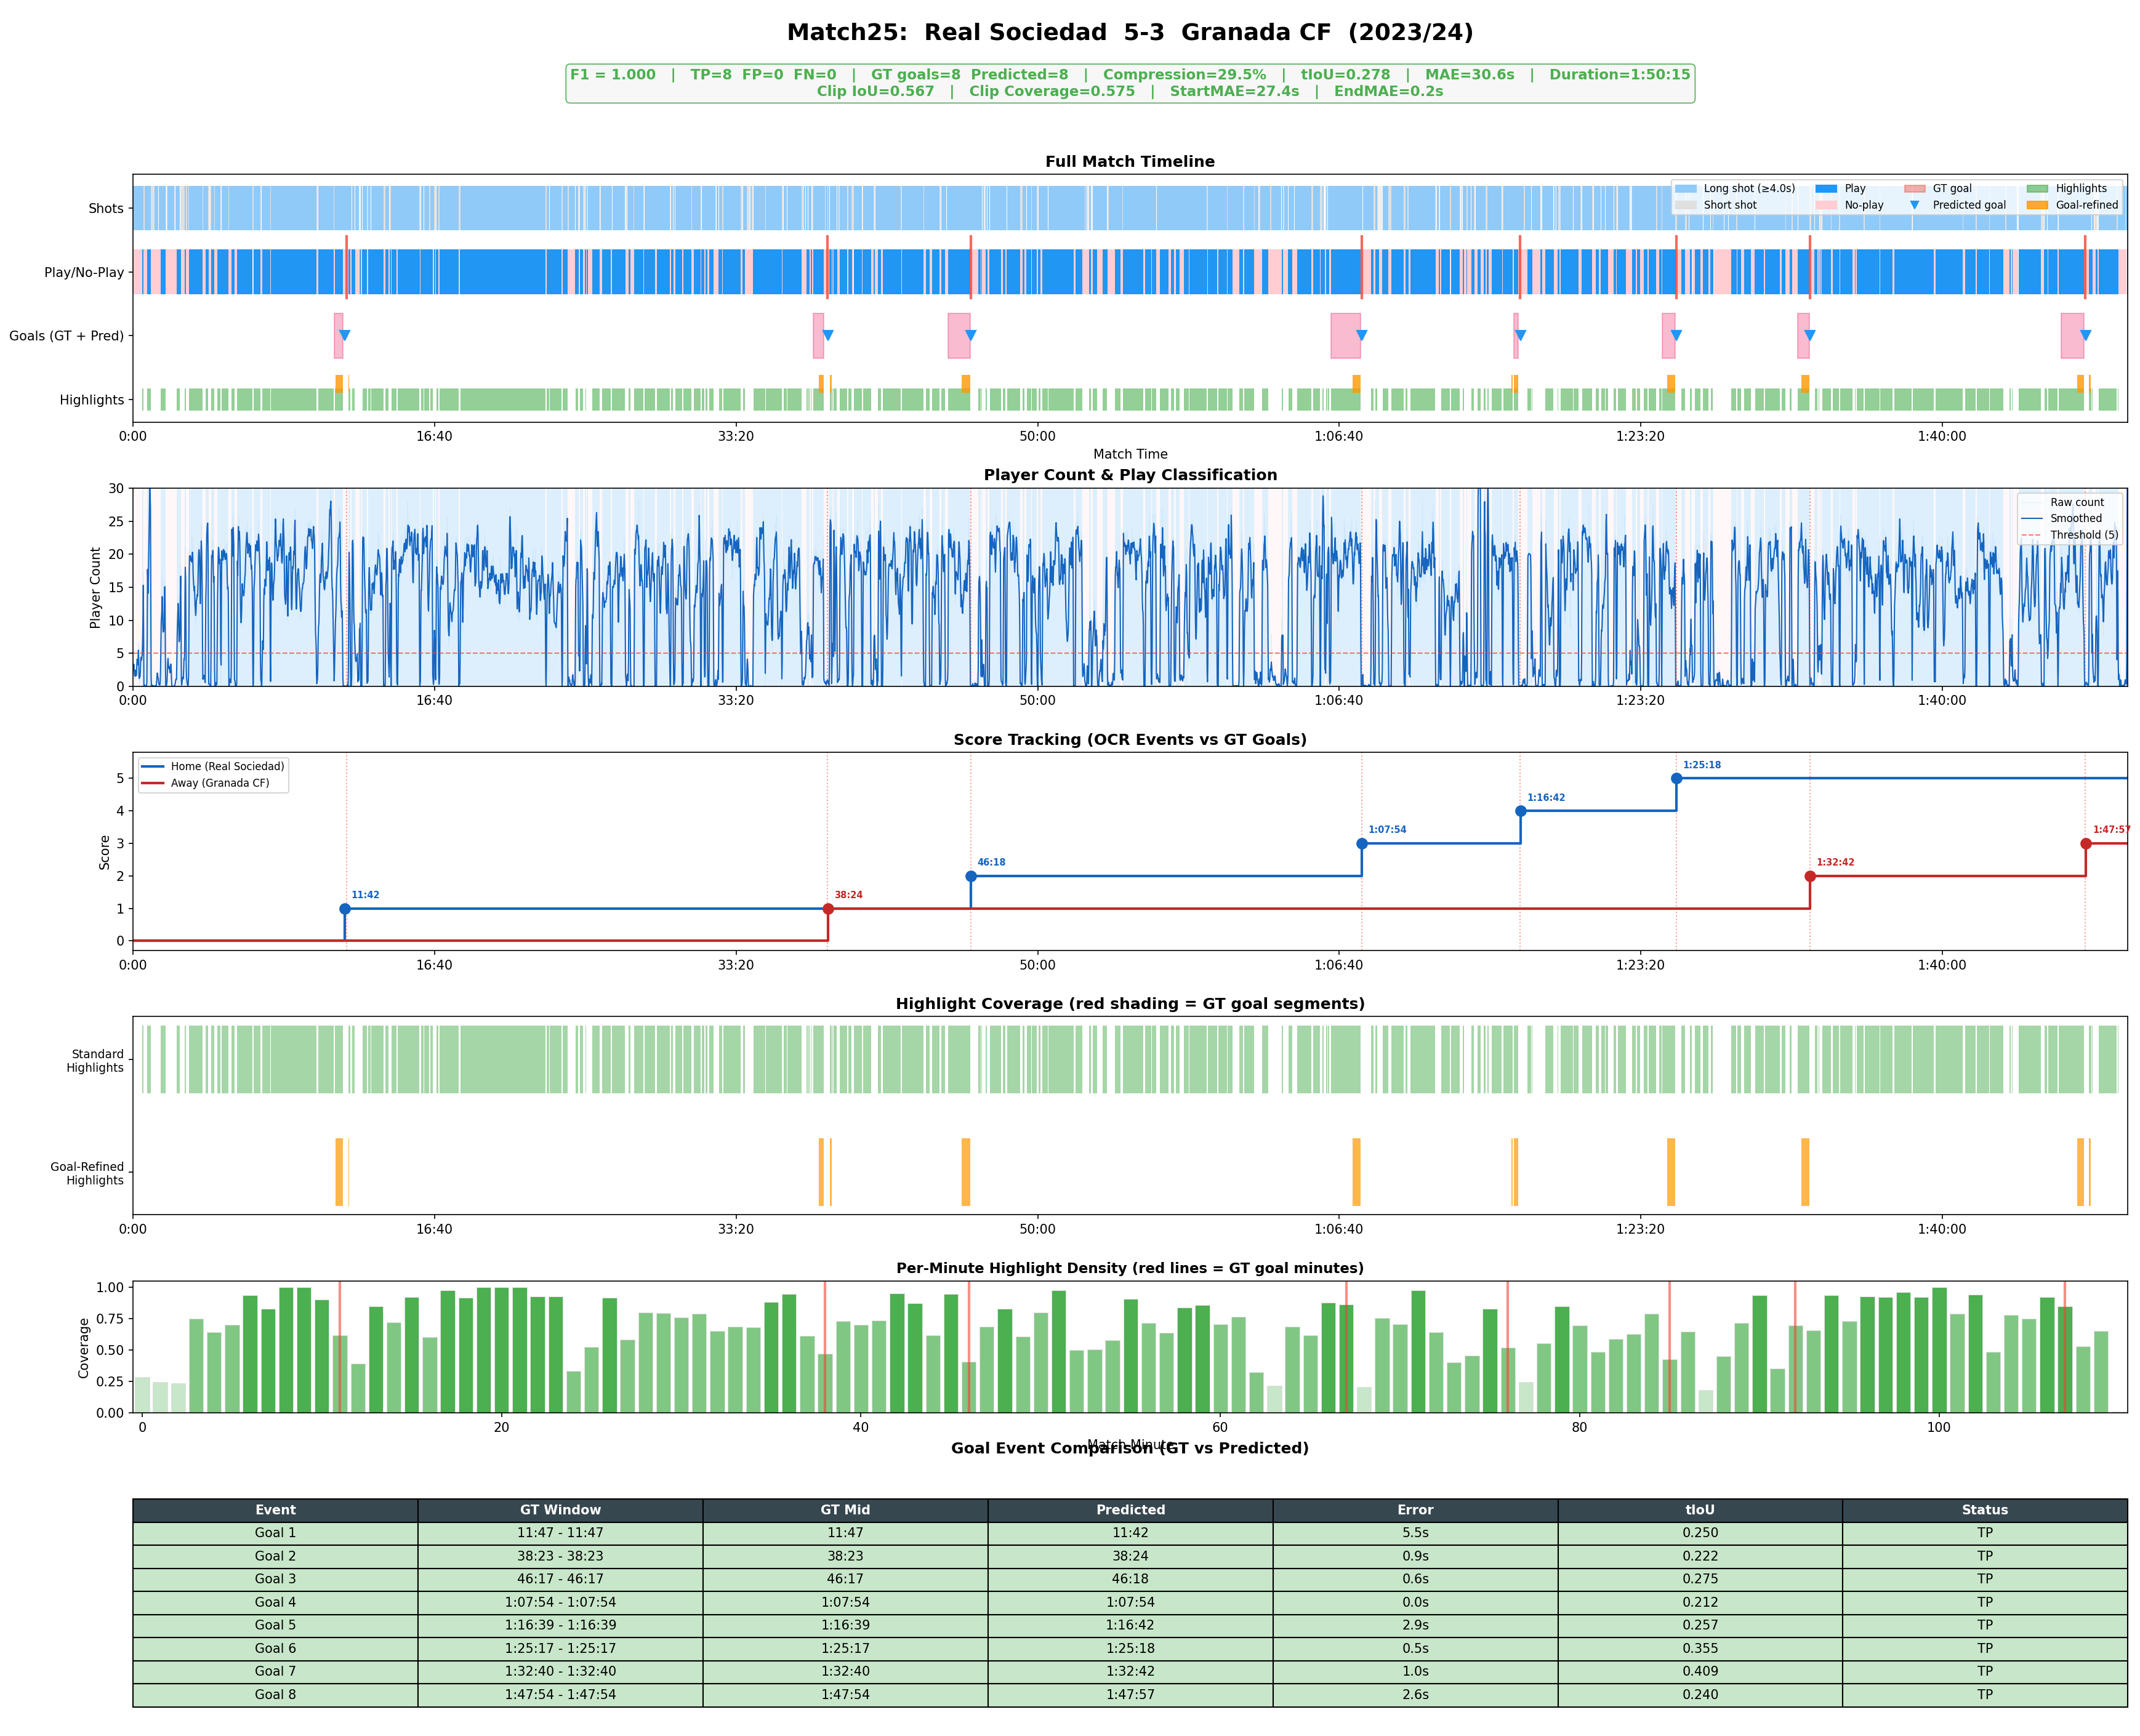 Match25:  Real Sociedad  5-3  Granada CF  (2023/24)
F1 = 1.000   |   TP=8  FP=0  FN=0   |   GT goals=8  Predicted=8   |   Compression=29.5%   |   tIoU=0.278   |   MAE=30.6s   |   Duration=1:50:15
Clip IoU=0.567   |   Clip Coverage=0.575   |   StartMAE=27.4s   |   EndMAE=0.2s
Full Match Timeline
Long shot (≥4.0s) Play GT goal Highlights
Short shot No-play Predicted goal Goal-refined
Shots
Play/No-Play
Goals (GT + Pred)
Highlights
0:00 16:40 33:20 50:00 1:06:40 1:23:20 1:40:00
Match Time
Player Count & Play Classification
Raw count
Smoothed
Threshold (5)
Player Count
30
25
20
15
10
5
0
0:00 16:40 33:20 50:00 1:06:40 1:23:20 1:40:00
Score Tracking (OCR Events vs GT Goals)
Home (Real Sociedad)
Away (Granada CF)
Score
5
4
3
2
1
0
11:42
38:24
46:18
1:07:54
1:16:42
1:25:18
1:32:42
1:47:57
0:00 16:40 33:20 50:00 1:06:40 1:23:20 1:40:00
Highlight Coverage (red shading = GT goal segments)
Standard
Highlights
Goal-Refined
Highlights
0:00 16:40 33:20 50:00 1:06:40 1:23:20 1:40:00
Per-Minute Highlight Density (red lines = GT goal minutes)
Coverage
1.00
0.75
0.50
0.25
0.00
0 20 40 60 80 100
Match Minute
Goal Event Comparison (GT vs Predicted)
Event GT Window GT Mid Predicted Error tIoU Status
Goal 1 11:47 - 11:47 11:47 11:42 5.5s 0.250 TP
Goal 2 38:23 - 38:23 38:23 38:24 0.9s 0.222 TP
Goal 3 46:17 - 46:17 46:17 46:18 0.6s 0.275 TP
Goal 4 1:07:54 - 1:07:54 1:07:54 1:07:54 0.0s 0.212 TP
Goal 5 1:16:39 - 1:16:39 1:16:39 1:16:42 2.9s 0.257 TP
Goal 6 1:25:17 - 1:25:17 1:25:17 1:25:18 0.5s 0.355 TP
Goal 7 1:32:40 - 1:32:40 1:32:40 1:32:42 1.0s 0.409 TP
Goal 8 1:47:54 - 1:47:54 1:47:54 1:47:57 2.6s 0.240 TP